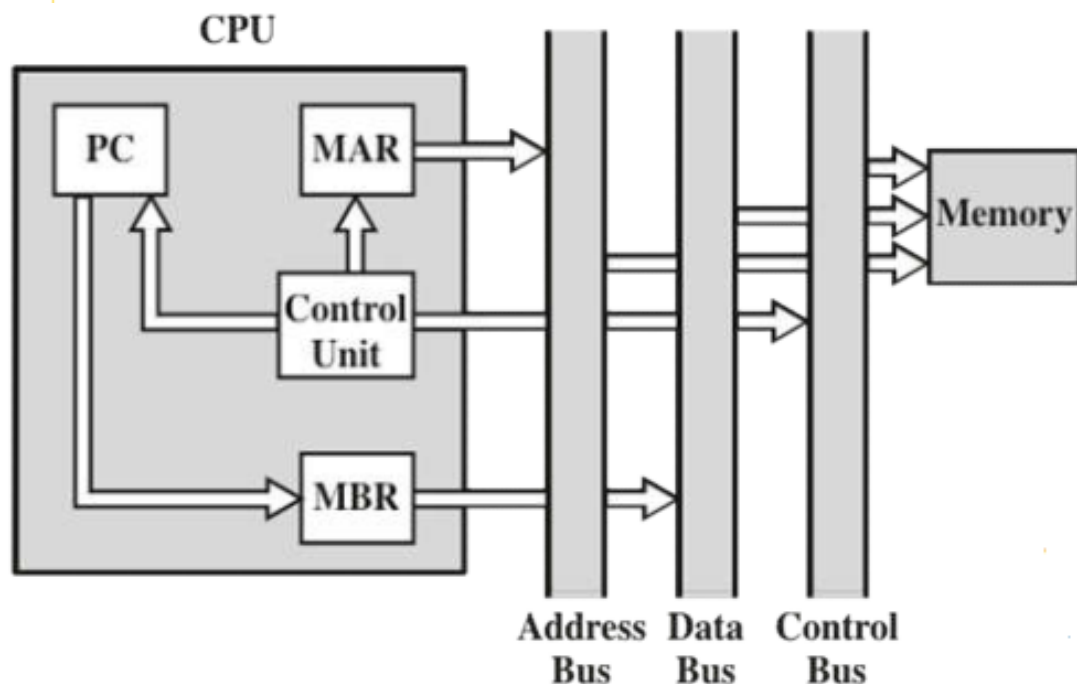 CPU
PC
MAR
Memory
Control
Unit
MBR
Address
Bus
Data
Bus
Control
Bus